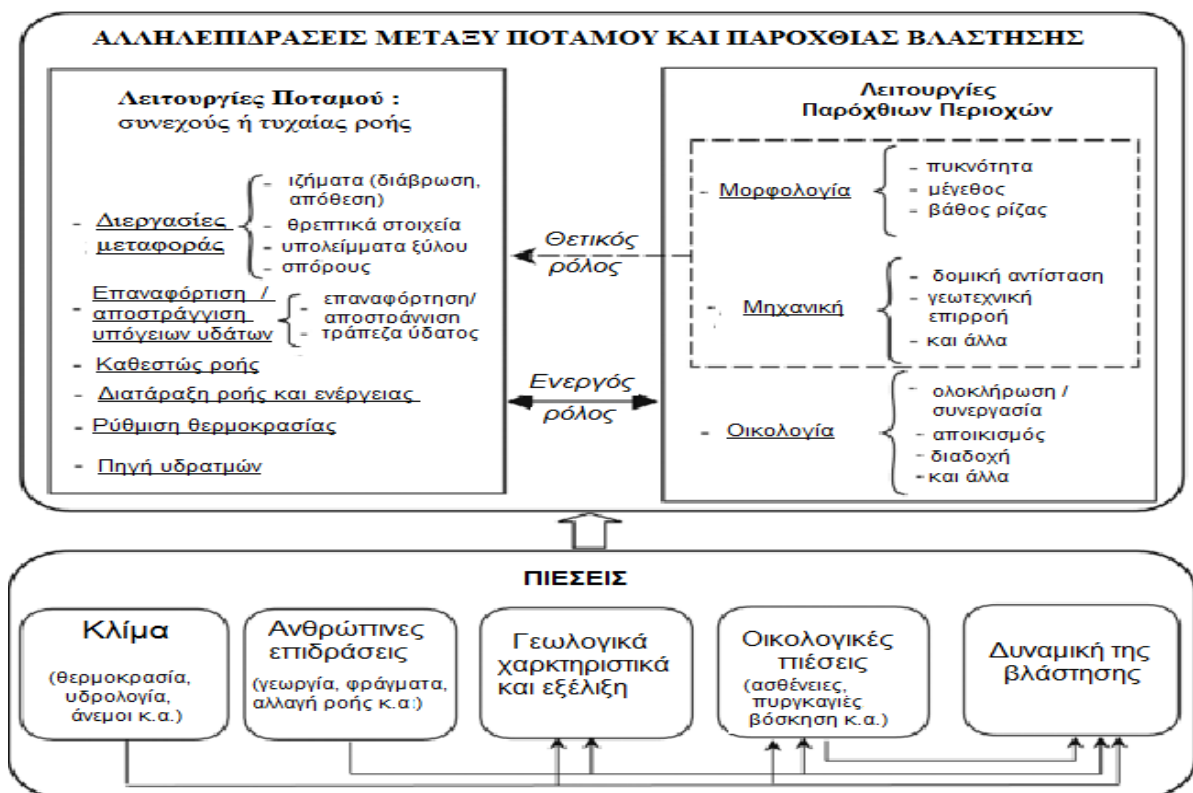 ΑΛΛΗΛΕΠΙΔΡΑΣΕΙΣ ΜΕΤΑΞΥ ΠΟΤΑΜΟΥ ΚΑΙ ΠΑΡΟΧΘΙΑΣ ΒΛΑΣΤΗΣΗΣ
Λειτουργίες Ποταμού :
συνεχούς ή τυχαίας ροής
- Διεργασίες
μεταφοράς
- ιζήματα (διάβρωση,
απόθεση)
- θρεπτικά στοιχεία
- υπολείμματα ξύλου
- σπόρους
Επαναφόρτιση /
- αποστράγγιση
υπόγειων υδάτων
- επαναφόρτηση/
αποστράννιση
- τράπεζα ύδατος
- Καθεστώς ροής
- Διατάραξη ροής και ενέργειας
- Ρύθμιση θερμοκρασίας
- Πηγή υδρατμών
Θετικός
ρόλος
Ενεργός
ρόλος
Λειτουργίες
Παρόχθιων Περιοχών
- Μορφολογία
- πυκνότητα
- μέγεθος
- βάθος ρίζας
- Μηχανική
- δομική αντίσταση
- γεωτεχνική
επιρροή
- και άλλα
- Οικολογία
- ολοκλήρωση /
συνεργασία
- αποικισμός
- διαδοχή
- και άλλα
ΠΙΕΣΕΙΣ
Κλίμα
(θερμοκρασία,
υδρολογία,
άνεμοι κ.α.)
Ανθρώπινες
επιδράσεις
(γεωργία, φράγματα,
αλλαγή ροής κ.α:)
Γεωλογικά
χαρκτηριστικά
και εξέλιξη
Οικολογικές
πιέσεις
(ασθένειες,
πυργκαγιές
βόσκηση κ.α.)
Δυναμική της
βλάστησης